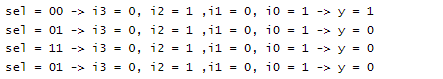 sel = 00 -> i3 = 0, i2 = 1 ,i1 = 0, i0 = 1 -> y = 1
sel = 01 -> i3 = 0, i2 = 1 ,i1 = 0, i0 = 1 -> y = 0
sel = 11 -> i3 = 0, i2 = 1 ,i1 = 0, i0 = 1 -> y = 0
sel = 01 -> i3 = 0, i2 = 1 ,i1 = 0, i0 = 1 -> y = 0